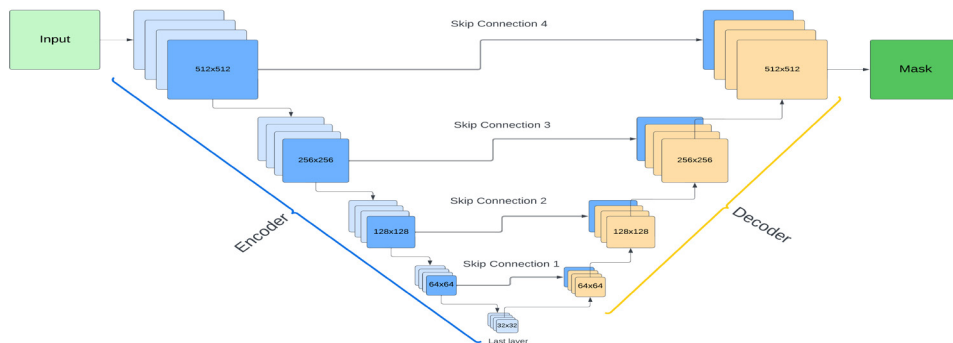 Input
Skip Connection 4
Mask
512x512
512x512
Skip Connection 3
256x256
256x256
Encoder
Skip Connection 2
Decoder
128x128
128x128
Skip Connection 1
64x64
64x64
32x32
Last layer